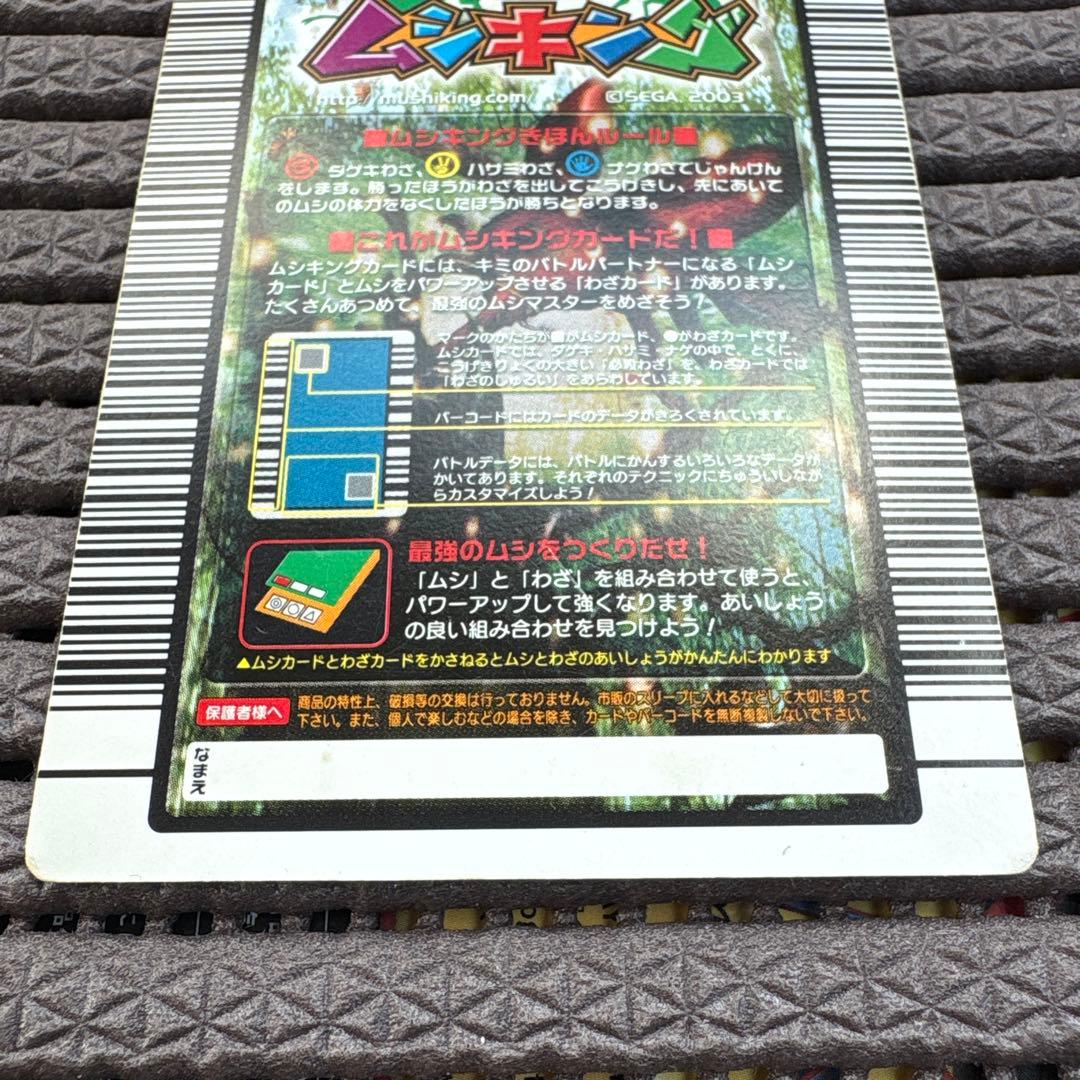 ムシキング
http://mushiking.com/ ©SEGA 2003
■ムシキングきほんルール■
ダゲキわざ、 ハサミわざ、 ナゲわざでじゃんけん
をします。勝ったほうがわざを出してこうげきし、先にあいて
のムシの体力をなくしたほうが勝ちとなります。
■これがムシキングカードだ！■
ムシキングカードには、キミのバトルパートナーになる「ムシ
カード」とムシをパワーアップさせる「わざカード」があります。
たくさんあつめて、最強のムシマスターをめざそう！
マークのかたちが■がムシカード、●がわざカードです。
ムシカードでは、ダゲキ・ハサミ・ナゲの中で、とくに、
こうげきりょくの大きい「必殺わざ」を、わざカードでは
「わざのしゅるい」をあらわしています。
バーコードにはカードのデータがきろくされています。
バトルデータには、バトルにかんするいろいろなデータが
かいてあります。それぞれのテクニックにちゅういしなが
らカスタマイズしよう！
最強のムシをつくりだせ！
「ムシ」と「わざ」を組み合わせて使うと、
パワーアップして強くなります。あいしょう
の良い組み合わせを見つけよう！
▲ムシカードとわざカードをかさねるとムシとわざのあいしょうがかんたんにわかります
保護者様へ
商品の特性上、破損等の交換は行っておりません。市販のスリーブに入れるなどして大切に扱って
下さい。また、個人で楽しむなどの場合を除き、カードやバーコードを無断複製しないで下さい。
なまえ